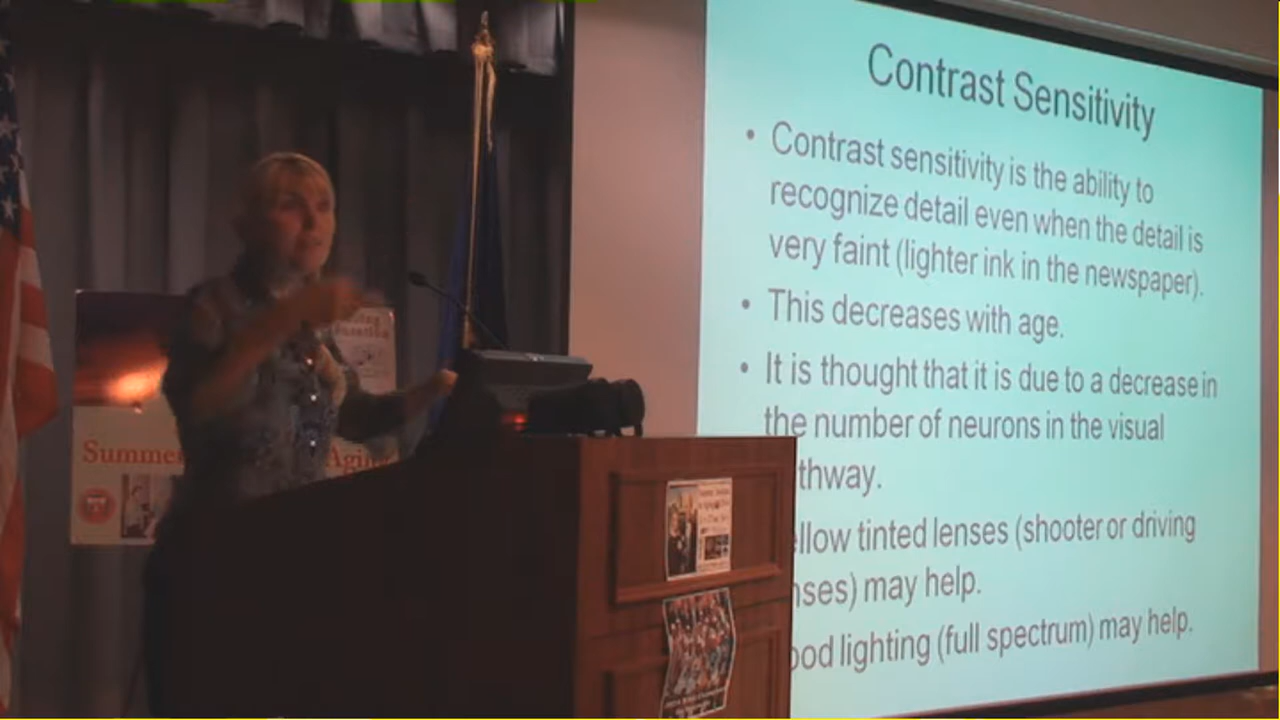 Contrast Sensitivity
• Contrast sensitivity is the ability to
recognize detail even when the detail is
very faint (lighter ink in the newspaper).
• This decreases with age.
• It is thought that it is due to a decrease in
the number of neurons in the visual
thway.
llow tinted lenses (shooter or driving
nses) may help.
ood lighting (full spectrum) may help.
Summe
Aging